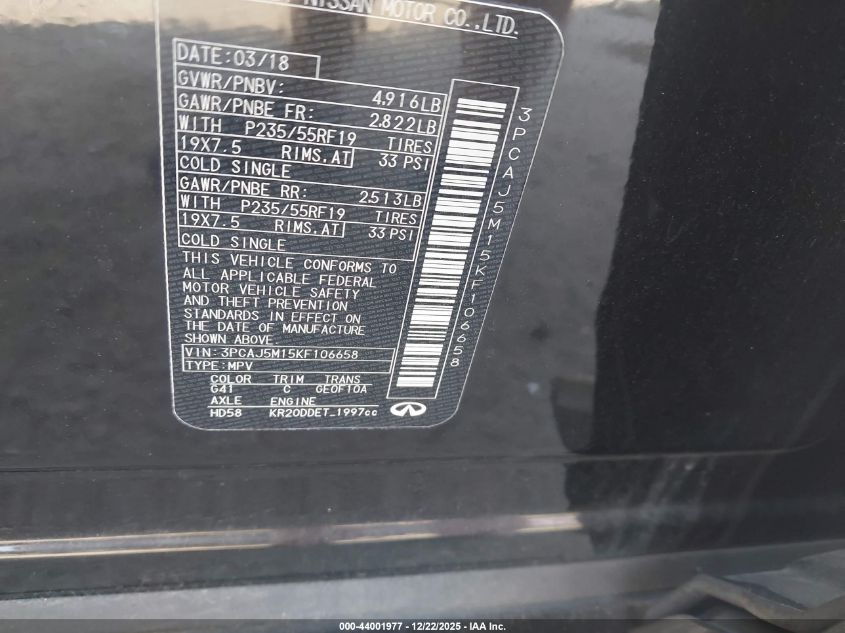 NISSAN MOTOR CO.,LTD.
DATE:03/18
GVWR/PNBV: 4.916LB
GAWR/PNBE FR: 2.822LB
WITH P235/55RF19 TIRES
19X7.5 RIMS,AT 33 PSI
COLD SINGLE
GAWR/PNBE RR: 2.513LB
WITH P235/55RF19 TIRES
19X7.5 RIMS,AT 33 PSI
COLD SINGLE
THIS VEHICLE CONFORMS TO
ALL APPLICABLE FEDERAL
MOTOR VEHICLE SAFETY
AND THEFT PREVENTION
STANDARDS IN EFFECT ON
THE DATE OF MANUFACTURE
SHOWN ABOVE
VIN: 3PCAJ5M15KF106658
TYPE:MPV
COLOR TRIM TRANS
G41 C GE0F10A
AXLE ENGINE
HD58 KR20DDET_1997cc
3PCAJ5M15KF106658
000-44001977 - 12/22/2025 - IAA Inc.